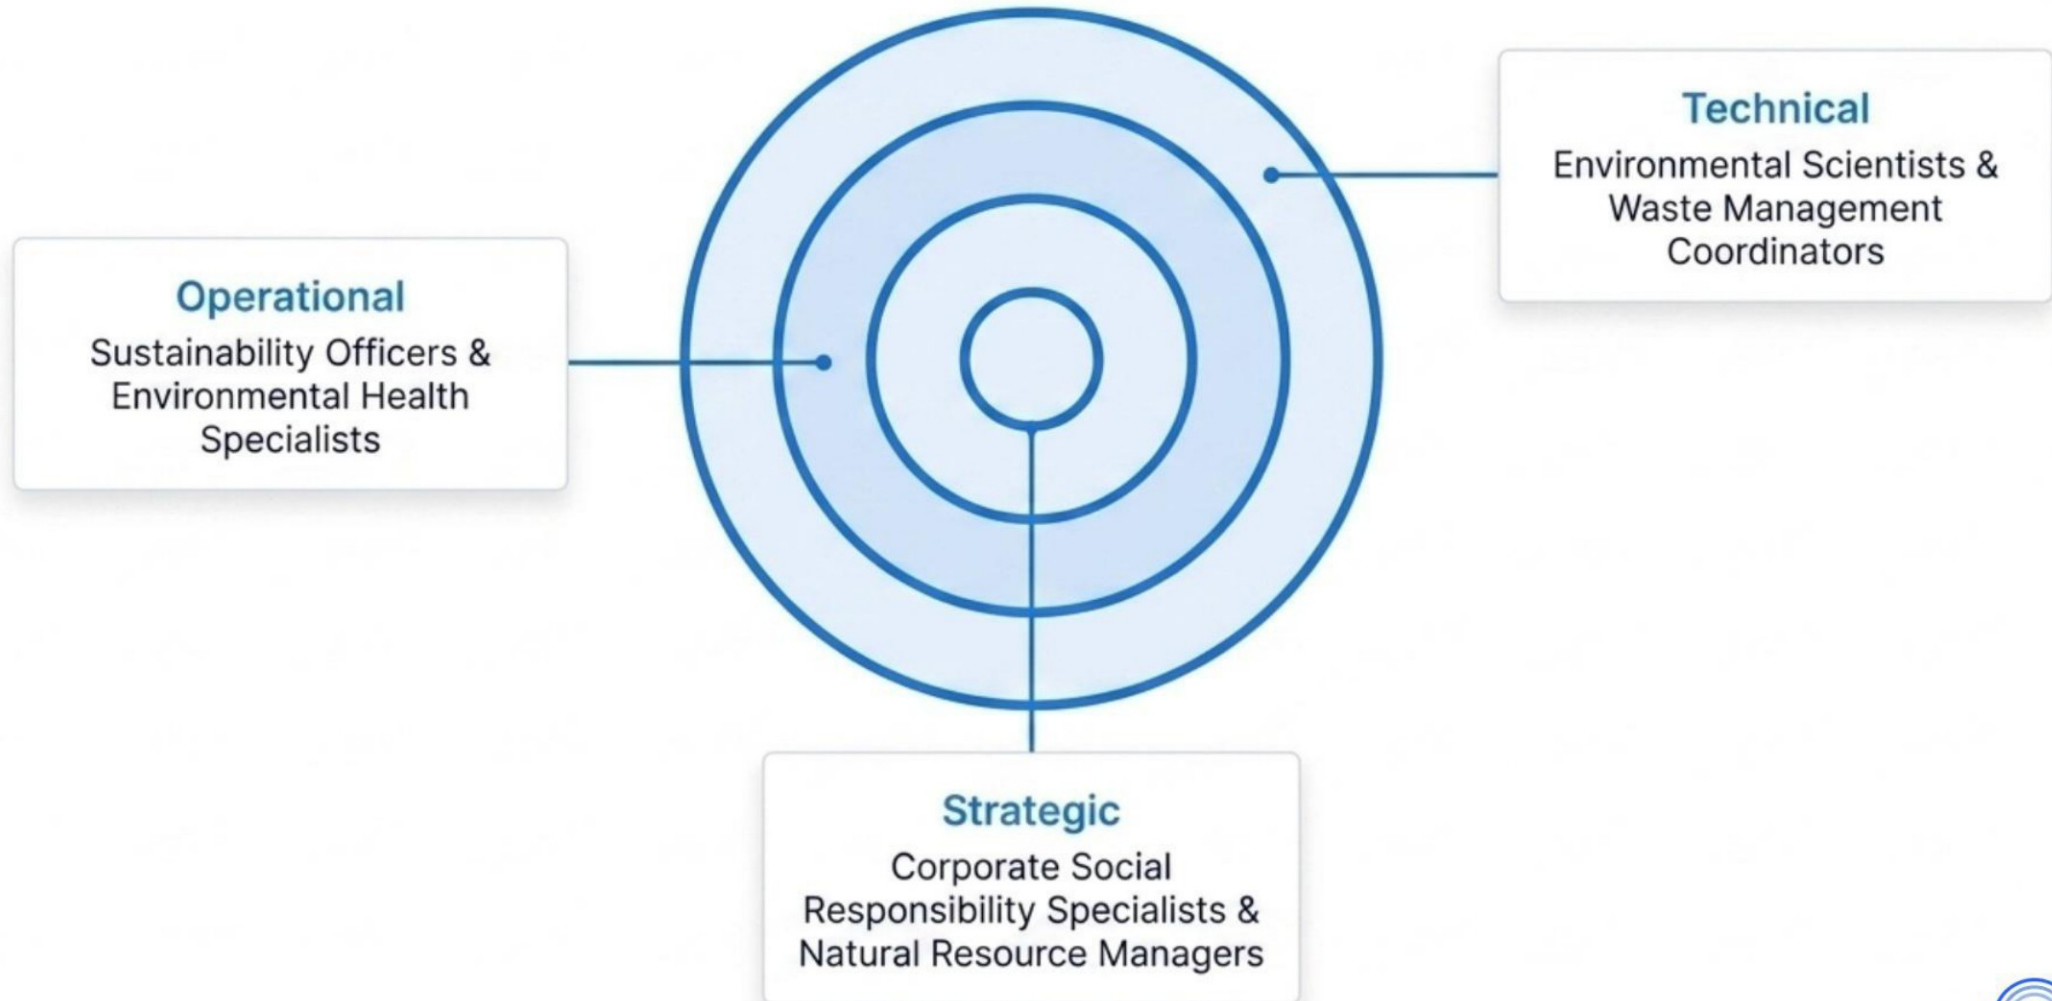 Technical
Environmental Scientists &
Waste Management
Coordinators
Operational
Sustainability Officers &
Environmental Health
Specialists
Strategic
Corporate Social
Responsibility Specialists &
Natural Resource Managers